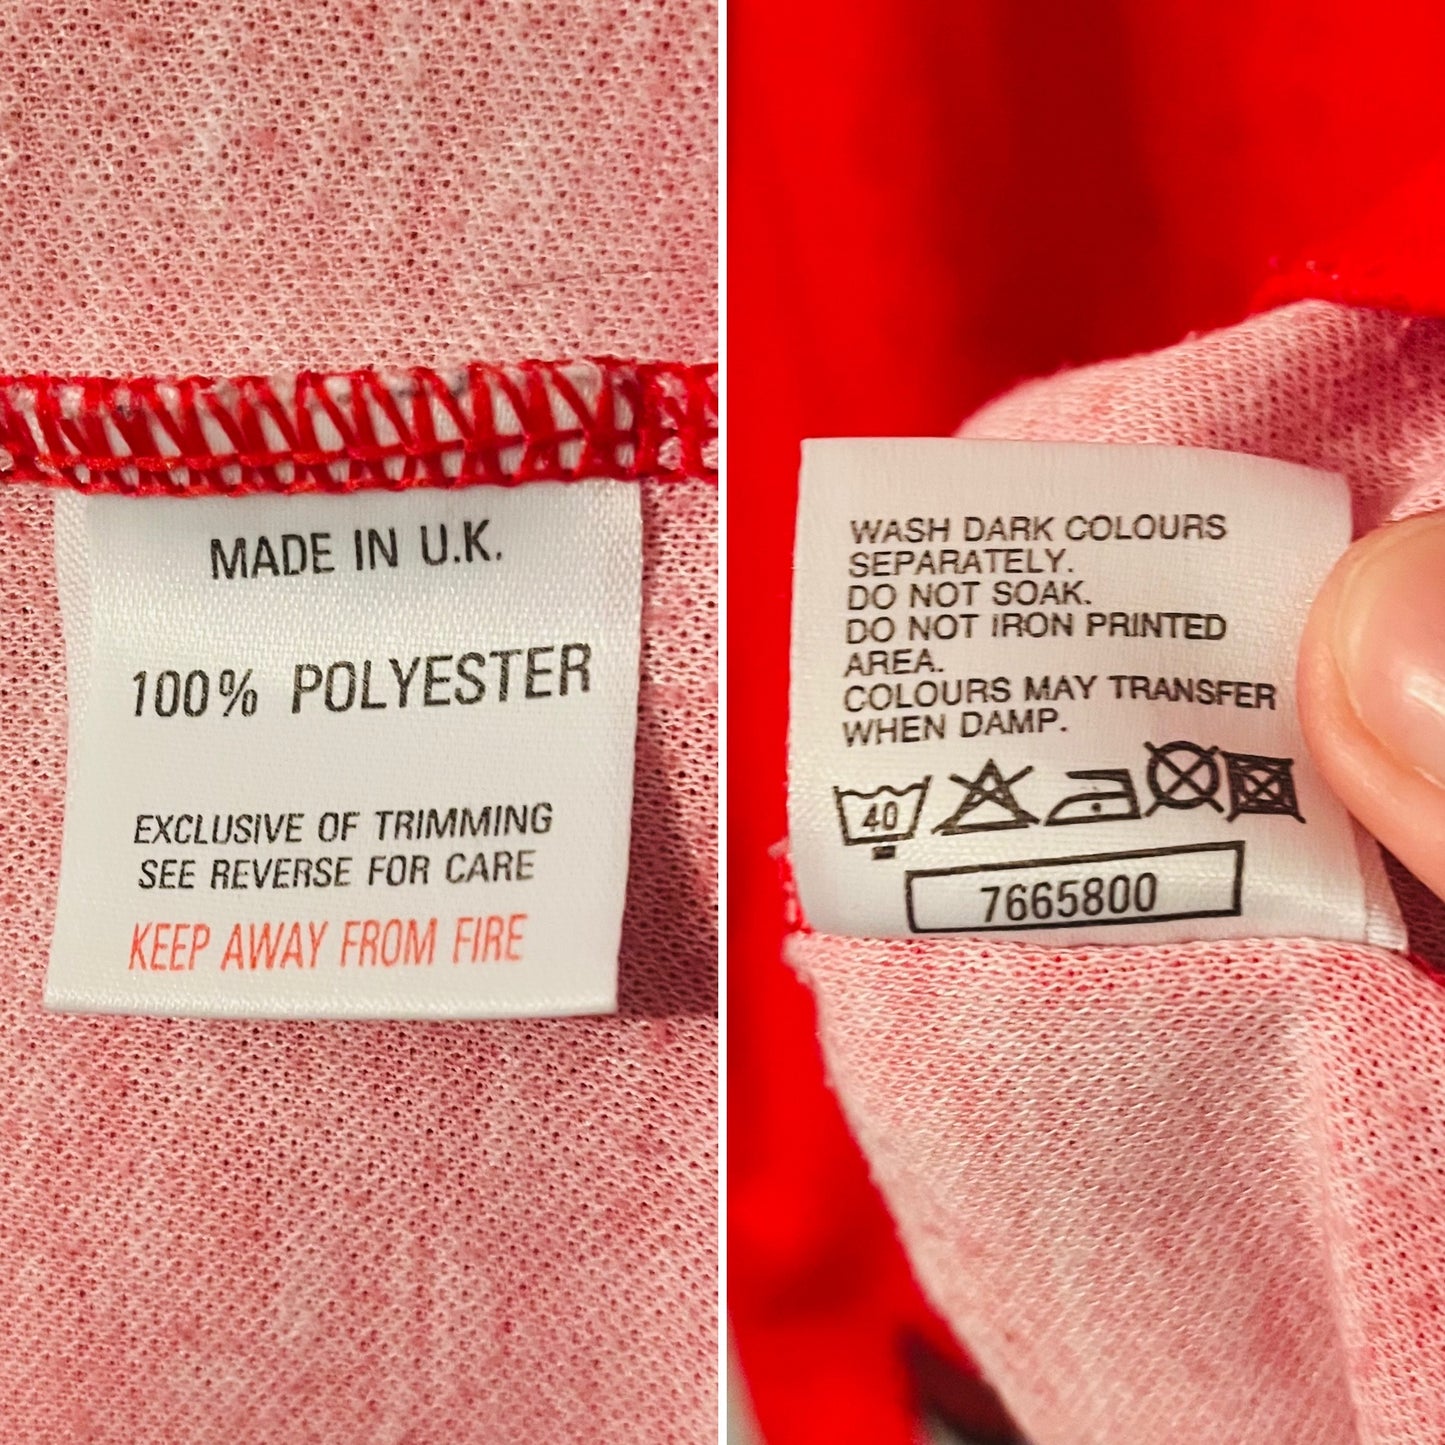 MADE IN U.K.
100% POLYESTER
EXCLUSIVE OF TRIMMING
SEE REVERSE FOR CARE
KEEP AWAY FROM FIRE
WASH DARK COLOURS
SEPARATELY.
DO NOT SOAK.
DO NOT IRON PRINTED
AREA.
COLOURS MAY TRANSFER
WHEN DAMP.
40
7665800